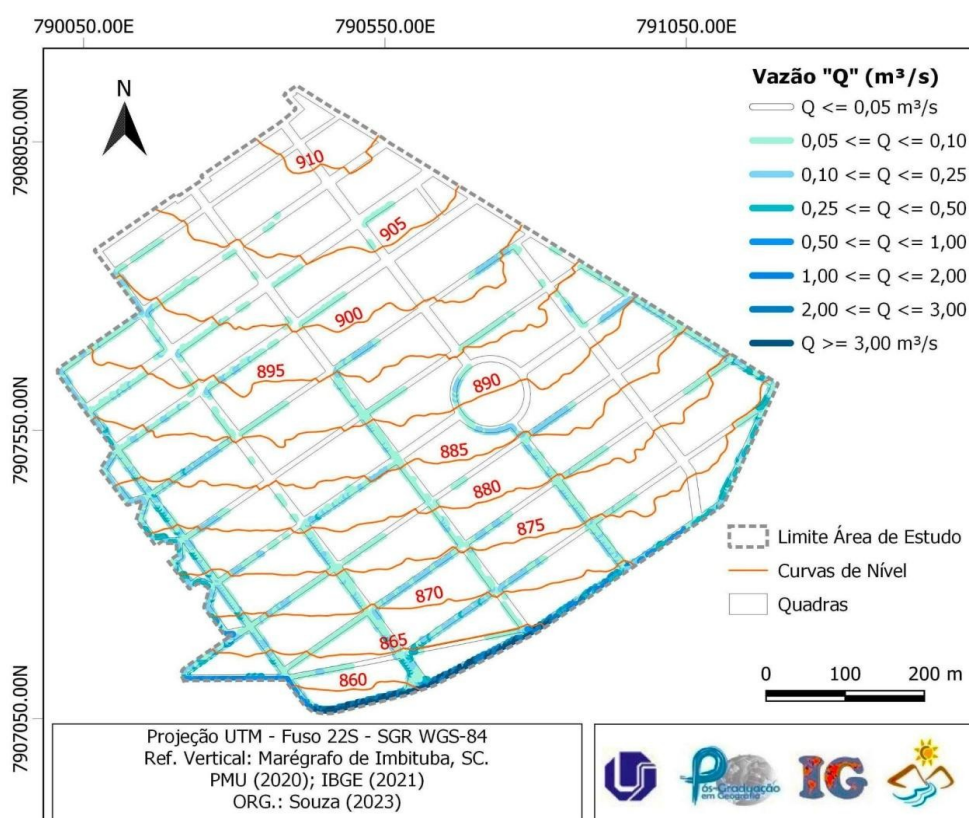 790050.00E
790550.00E
791050.00E
7908050.00N
7907550.00N
7907050.00N
N
910
905
900
895
890
885
880
875
870
865
860
Vazão "Q" (m³/s)
Q <= 0,05 m³/s
0,05 <= Q <= 0,10
0,10 <= Q <= 0,25
0,25 <= Q <= 0,50
0,50 <= Q <= 1,00
1,00 <= Q <= 2,00
2,00 <= Q <= 3,00
Q >= 3,00 m³/s
Limite Área de Estudo
Curvas de Nível
Quadras
0 100 200 m
Projeção UTM - Fuso 22S - SGR WGS-84
Ref. Vertical: Marégrafo de Imbituba, SC.
PMU (2020); IBGE (2021)
ORG.: Souza (2023)
Pós-Graduação
em Geografia
IG